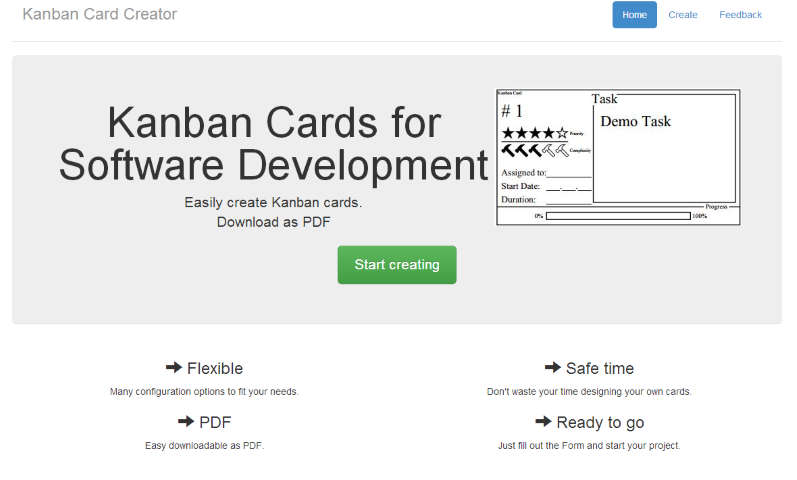 Kanban Card Creator
Home
Create
Feedback
Kanban Cards for
Software Development
Easily create Kanban cards.
Download as PDF
Start creating
Kanban Card
# 1
Priority
Complexity
Assigned to:
Start Date:
Duration:
Task
Demo Task
Progress
0%
100%
Flexible
Many configuration options to fit your needs.
Safe time
Don't waste your time designing your own cards.
PDF
Easy downloadable as PDF.
Ready to go
Just fill out the Form and start your project.